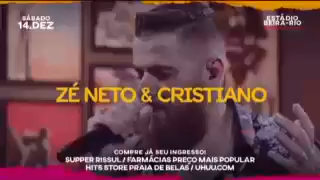 SÁBADO
14.DEZ
ESTÁDIO
BEIRA-RIO
ZÉ NETO & CRISTIANO
COMPRE JÁ SEU INGRESSO:
SUPPER RISSUL / FARMÁCIAS PREÇO MAIS POPULAR
HITS STORE PRAIA DE BELAS / UHUU.COM